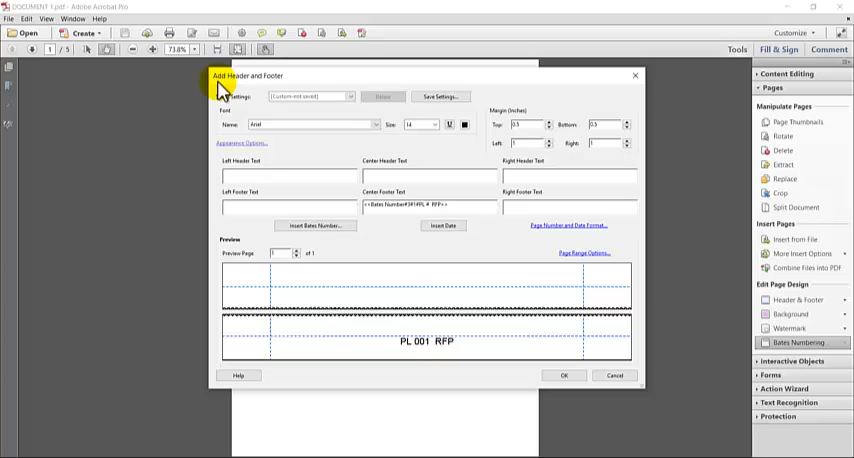 DOCUMENT 1.pdf - Adobe Acrobat Pro
File Edit View Window Help
Open Create Customize
1 / 5 73.8% Tools Fill & Sign Comment
Add Header and Footer
Settings: [Custom-not saved] Delete Save Settings...
Font
Name: Arial Size: 14 U
Margin (Inches)
Top: 0.5 Bottom: 0.5
Left: 1 Right: 1
Appearance Options...
Left Header Text Center Header Text Right Header Text
Left Footer Text Center Footer Text Right Footer Text
<<Bates Number#3#1#PL # RFP>>
Insert Bates Number... Insert Date Page Number and Date Format...
Preview
Preview Page 1 of 1 Page Range Options...
PL 001 RFP
Help OK Cancel
Content Editing
Pages
Manipulate Pages
Page Thumbnails
Rotate
Delete
Extract
Replace
Crop
Split Document
Insert Pages
Insert from File
More Insert Options
Combine Files into PDF
Edit Page Design
Header & Footer
Background
Watermark
Bates Numbering
Interactive Objects
Forms
Action Wizard
Text Recognition
Protection